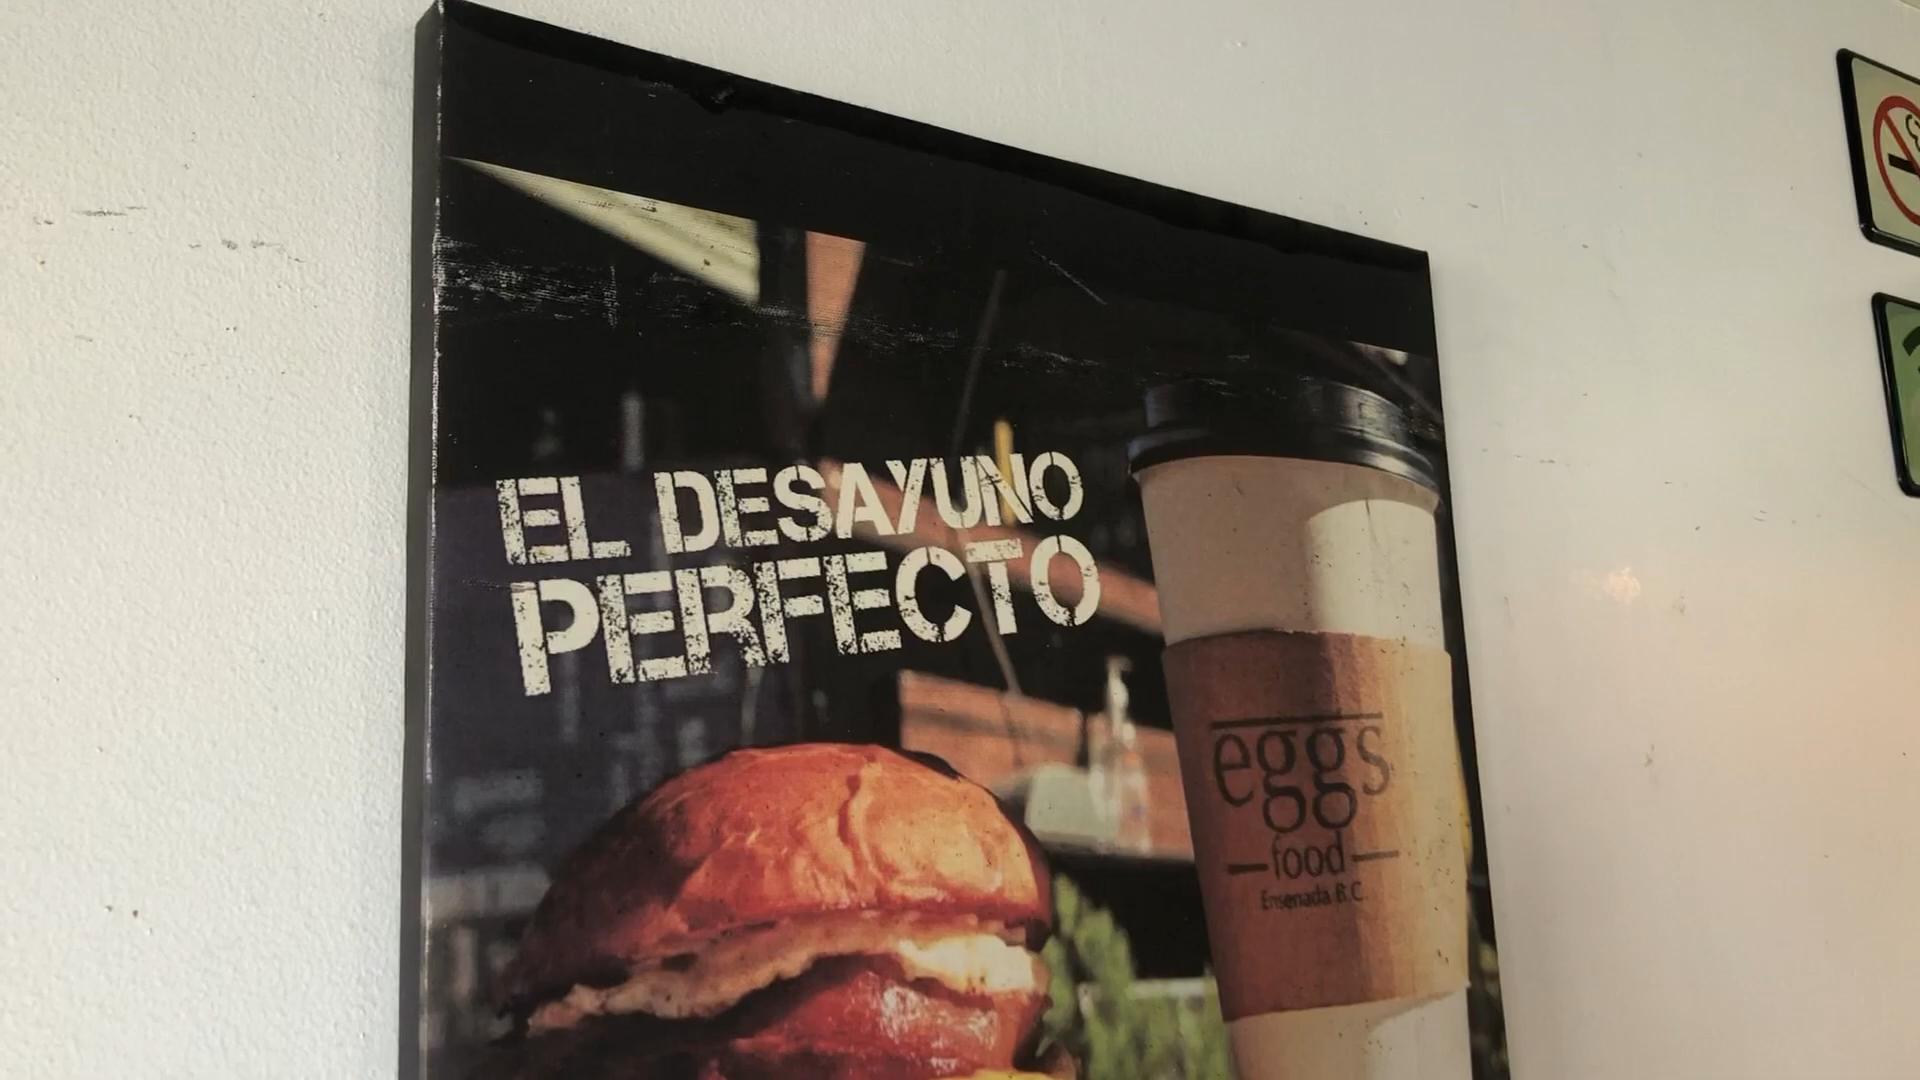 EL DESAYUNO
PERFECTO
eggs
food
Ensenada B.C.